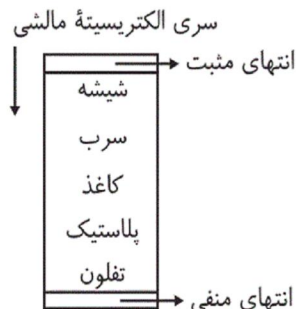 سری الکتریسیتهٔ مالشی
انتهای مثبت
شیشه
سرب
کاغذ
پلاستیک
تفلون
انتهای منفی